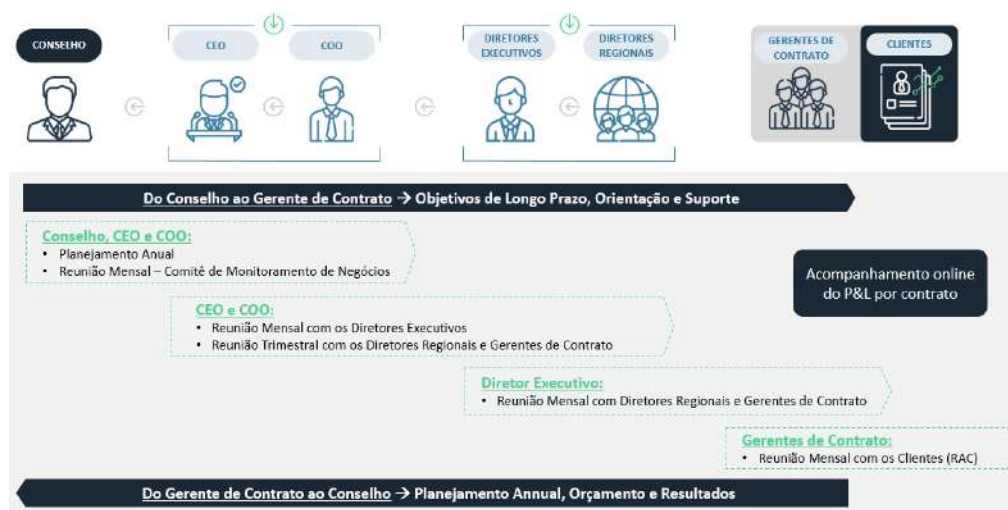 CONSELHO
CEO
COO
DIRETORES
EXECUTIVOS
DIRETORES
REGIONAIS
GERENTES DE
CONTRATO
CLIENTES
Do Conselho ao Gerente de Contrato → Objetivos de Longo Prazo, Orientação e Suporte
Conselho, CEO e COO:
• Planejamento Anual
• Reunião Mensal – Comitê de Monitoramento de Negócios
Acompanhamento online
do P&L por contrato
CEO e COO:
• Reunião Mensal com os Diretores Executivos
• Reunião Trimestral com os Diretores Regionais e Gerentes de Contrato
Diretor Executivo:
• Reunião Mensal com Diretores Regionais e Gerentes de Contrato
Gerentes de Contrato:
• Reunião Mensal com os Clientes (RAC)
Do Gerente de Contrato ao Conselho → Planejamento Annual, Orçamento e Resultados